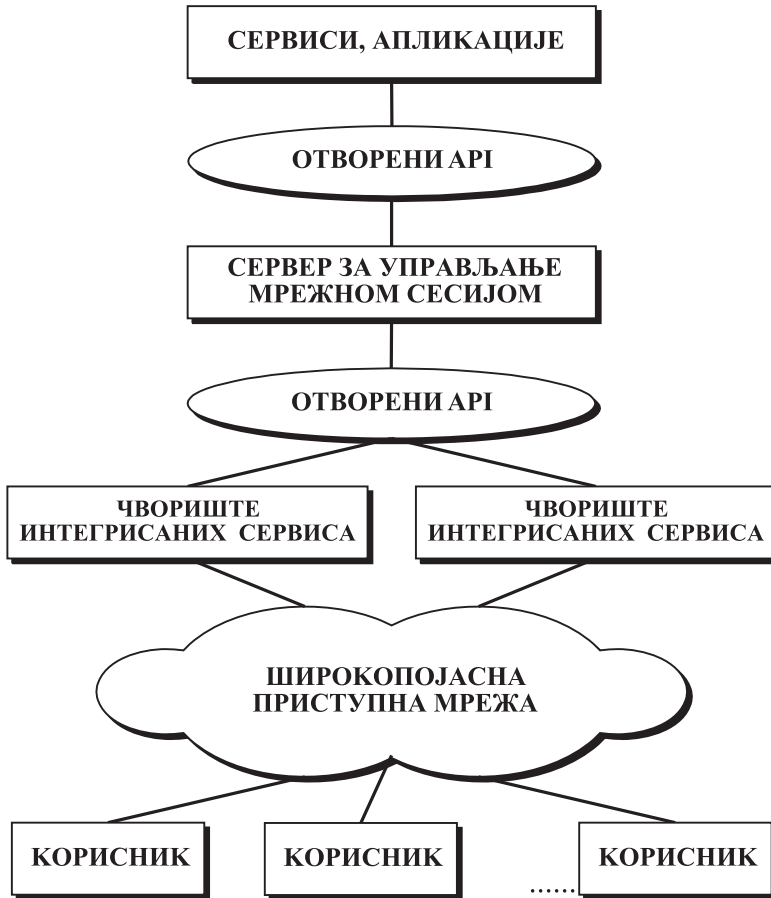 СЕРВИСИ, АПЛИКАЦИЈЕ
ОТВОРЕНИ API
СЕРВЕР ЗА УПРАВЉАЊЕ
МРЕЖНОМ СЕСИЈОМ
ОТВОРЕНИ API
ЧВОРИШТЕ
ИНТЕГРИСАНИХ СЕРВИСА
ЧВОРИШТЕ
ИНТЕГРИСАНИХ СЕРВИСА
ШИРОКОПОЈАСНА
ПРИСТУПНА МРЕЖА
КОРИСНИК
КОРИСНИК
......
КОРИСНИК